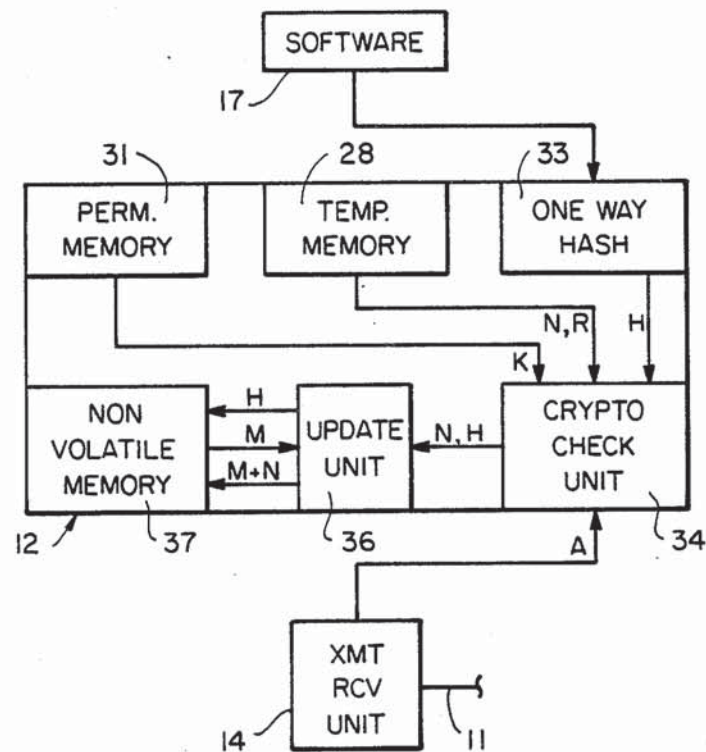 SOFTWARE
17
31
28
33
PERM.
MEMORY
TEMP.
MEMORY
ONE WAY
HASH
N,R
H
K
NON
VOLATILE
MEMORY
H
M
M+N
UPDATE
UNIT
N,H
CRYPTO
CHECK
UNIT
12
37
36
34
A
XMT
RCV
UNIT
14
11